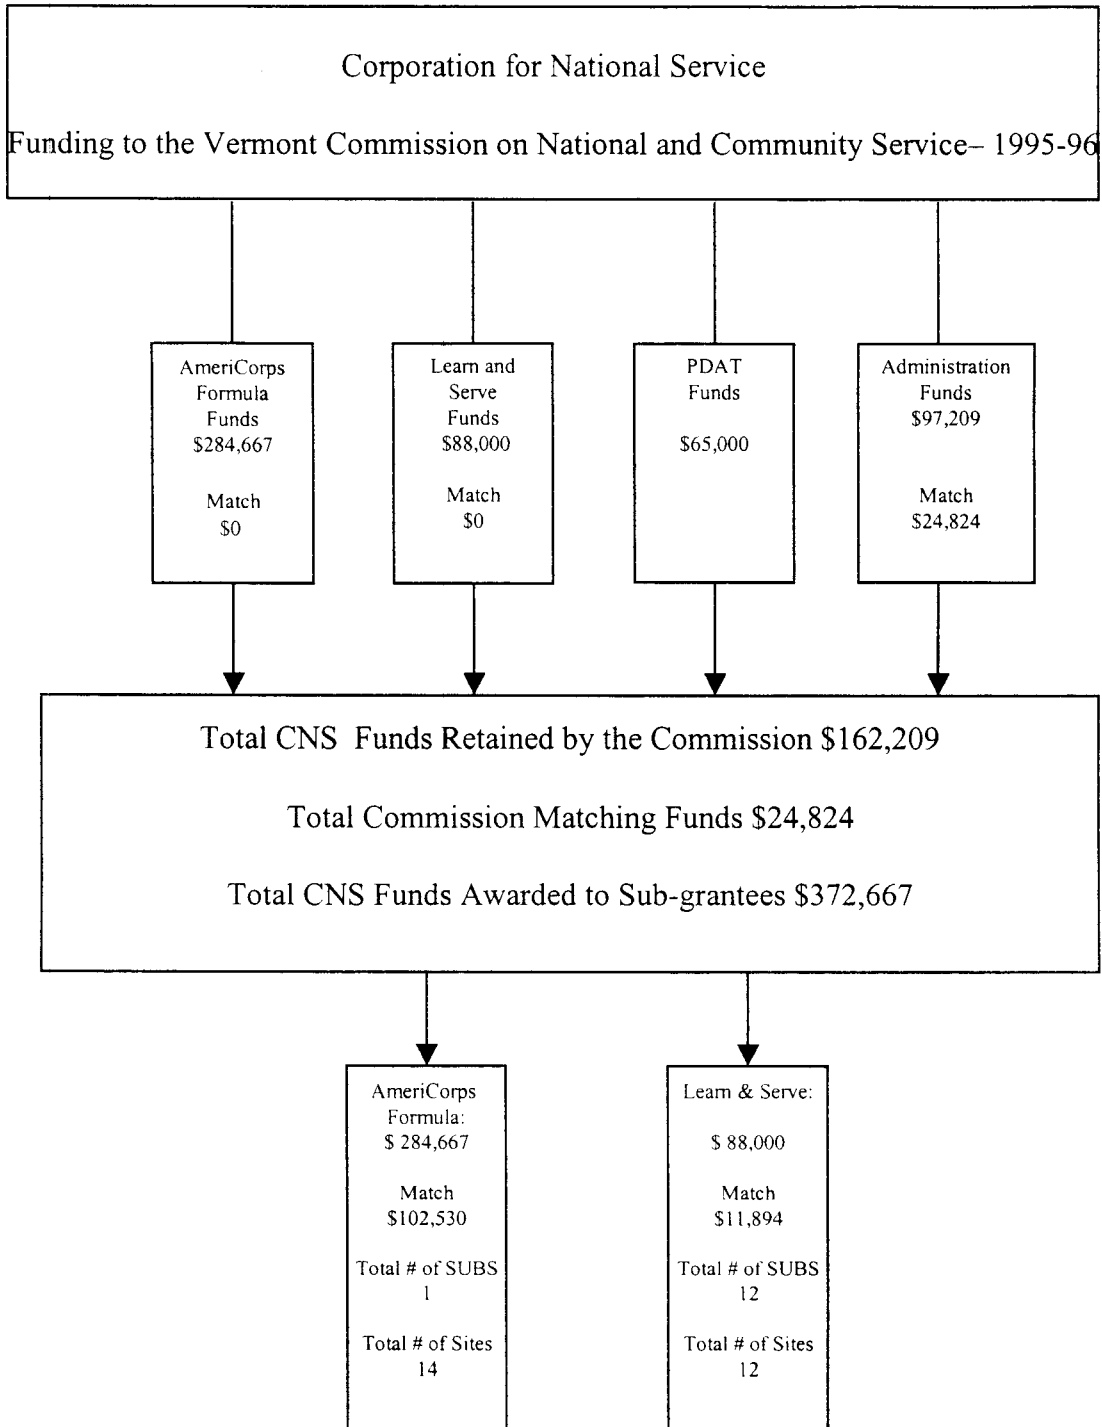 Corporation for National Service
Funding to the Vermont Commission on National and Community Service– 1995-96
AmeriCorps
Formula
Funds
$284,667
Match
$0
Learn and
Serve
Funds
$88,000
Match
$0
PDAT
Funds
$65,000
Administration
Funds
$97,209
Match
$24,824
Total CNS Funds Retained by the Commission $162,209
Total Commission Matching Funds $24,824
Total CNS Funds Awarded to Sub-grantees $372,667
AmeriCorps
Formula:
$ 284,667
Match
$102,530
Total # of SUBS
1
Total # of Sites
14
Learn & Serve:
$ 88,000
Match
$11,894
Total # of SUBS
12
Total # of Sites
12